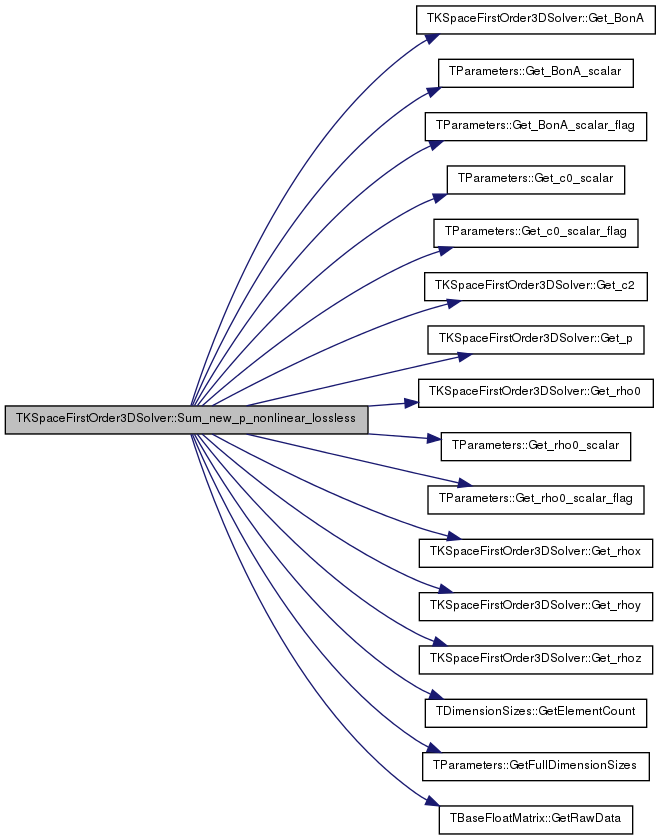 TKSpaceFirstOrder3DSolver::Get_BonA
TParameters::Get_BonA_scalar
TParameters::Get_BonA_scalar_flag
TParameters::Get_c0_scalar
TParameters::Get_c0_scalar_flag
TKSpaceFirstOrder3DSolver::Get_c2
TKSpaceFirstOrder3DSolver::Get_p
TKSpaceFirstOrder3DSolver::Get_rho0
TKSpaceFirstOrder3DSolver::Sum_new_p_nonlinear_lossless
TParameters::Get_rho0_scalar
TParameters::Get_rho0_scalar_flag
TKSpaceFirstOrder3DSolver::Get_rhox
TKSpaceFirstOrder3DSolver::Get_rhoy
TKSpaceFirstOrder3DSolver::Get_rhoz
TDimensionSizes::GetElementCount
TParameters::GetFullDimensionSizes
TBaseFloatMatrix::GetRawData